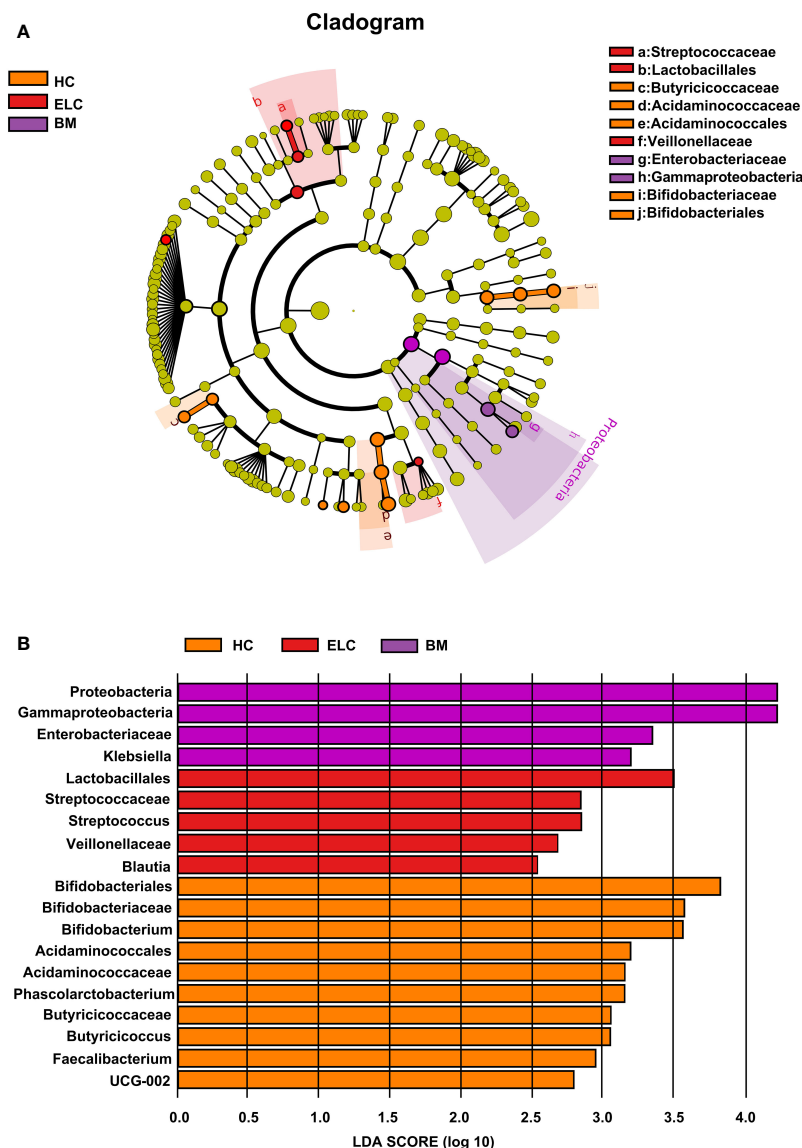 A
Cladogram
HC
ELC
BM
a:Streptococcaceae
b:Lactobacillales
c:Butyricicoccaceae
d:Acidaminococcaceae
e:Acidaminococcales
f:Veillonellaceae
g:Enterobacteriaceae
h:Gammaproteobacteria
i:Bifidobacteriaceae
j:Bifidobacteriales
b
a
i
j
c
g
h
Proteobacteria
d
e
f
B
HC
ELC
BM
Proteobacteria
Gammaproteobacteria
Enterobacteriaceae
Klebsiella
Lactobacillales
Streptococcaceae
Streptococcus
Veillonellaceae
Blautia
Bifidobacteriales
Bifidobacteriaceae
Bifidobacterium
Acidaminococcales
Acidaminococcaceae
Phascolarctobacterium
Butyricicoccaceae
Butyricicoccus
Faecalibacterium
UCG-002
0.0 0.5 1.0 1.5 2.0 2.5 3.0 3.5 4.0
LDA SCORE (log 10)